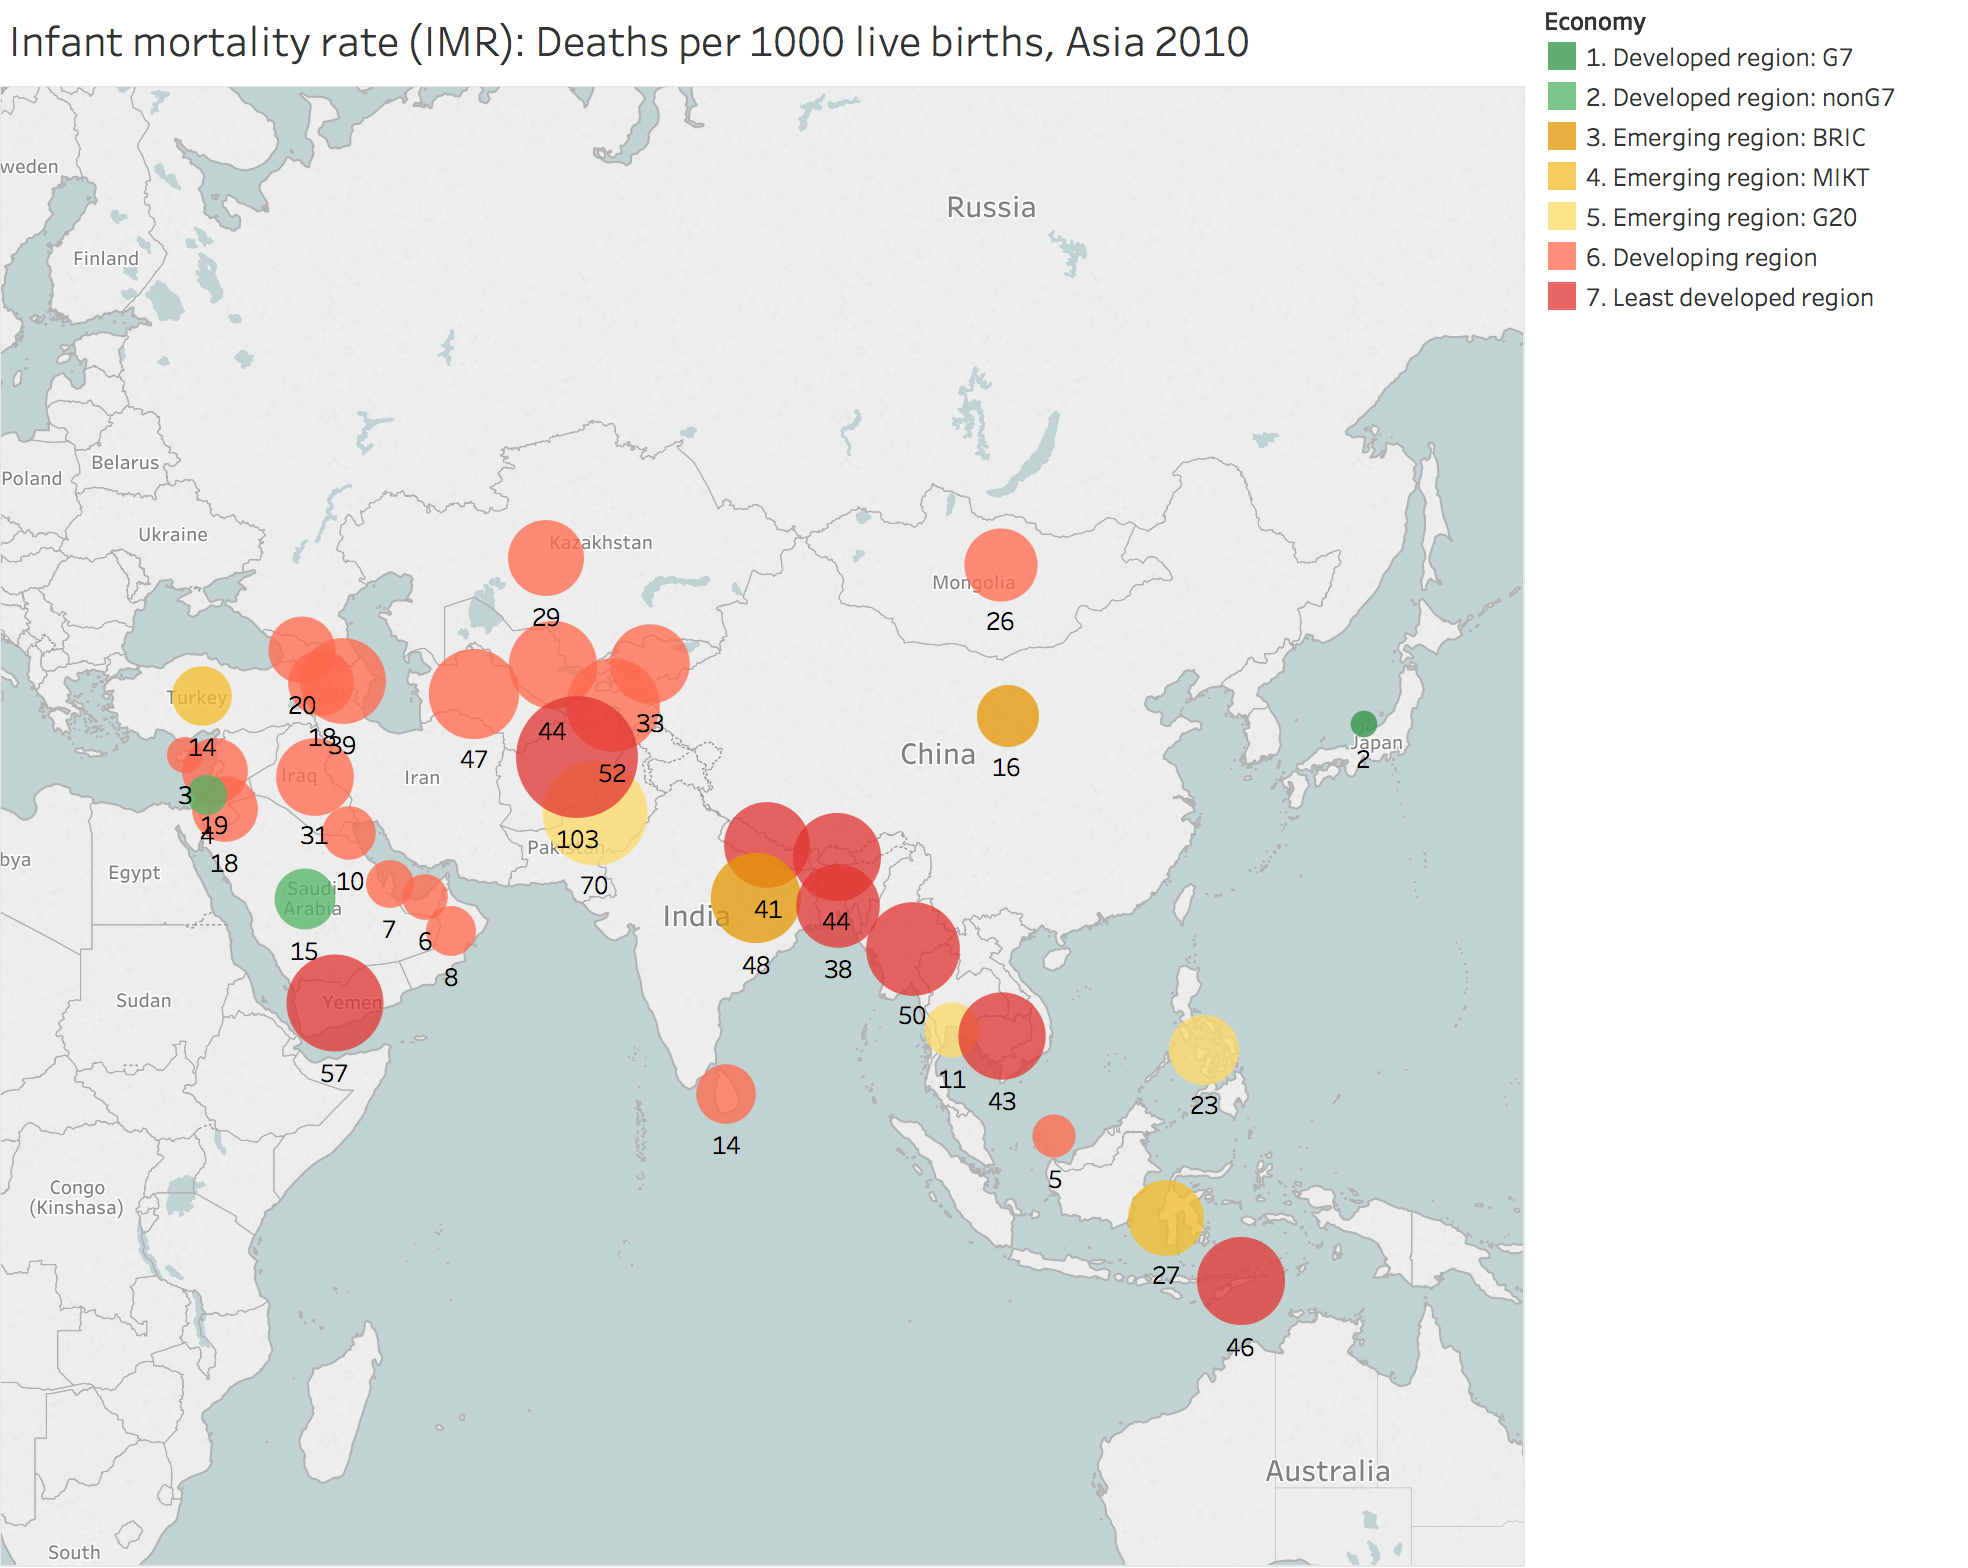 Infant mortality rate (IMR): Deaths per 1000 live births, Asia 2010
Economy
1. Developed region: G7
2. Developed region: nonG7
3. Emerging region: BRIC
4. Emerging region: MIKT
5. Emerging region: G20
6. Developing region
7. Least developed region
weden
Russia
Finland
Belarus
Poland
Ukraine
Kazakhstan
Mongolia
29
26
Turkey
20
44
33
14
18
39
47
52
China
16
Japan
2
Iraq
Iran
3
19
4
31
103
18
Pakistan
bya
Egypt
10
70
Saudi
Arabia
7
6
15
8
India
41
44
48
38
Sudan
Yemen
57
50
11
43
23
14
5
Congo
(Kinshasa)
27
46
Australia
South